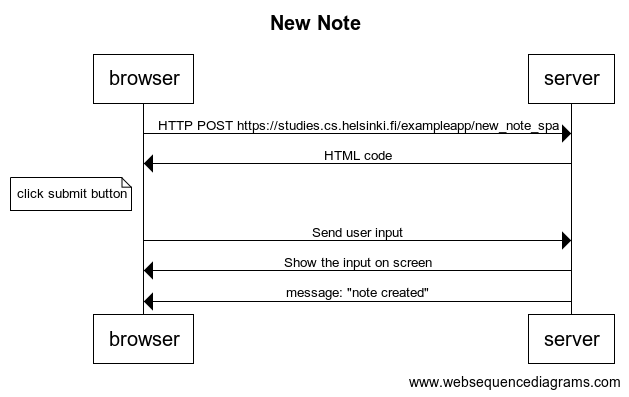 New Note
browser
server
HTTP POST https://studies.cs.helsinki.fi/exampleapp/new_note_spa
HTML code
click submit button
Send user input
Show the input on screen
message: "note created"
browser
server
www.websequencediagrams.com